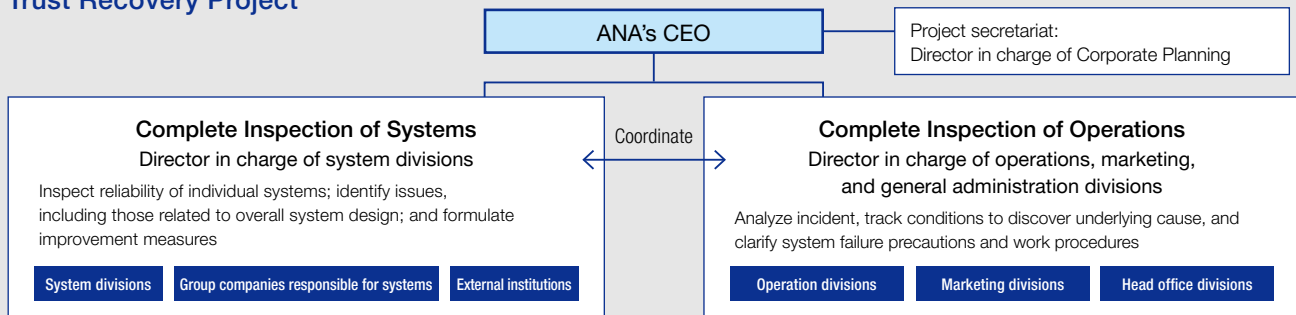 Trust Recovery Project
ANA's CEO
Project secretariat:
Director in charge of Corporate Planning
Complete Inspection of Systems
Director in charge of system divisions
Inspect reliability of individual systems; identify issues,
including those related to overall system design; and formulate
improvement measures
System divisions
Group companies responsible for systems
External institutions
Coordinate
Complete Inspection of Operations
Director in charge of operations, marketing,
and general administration divisions
Analyze incident, track conditions to discover underlying cause, and
clarify system failure precautions and work procedures
Operation divisions
Marketing divisions
Head office divisions